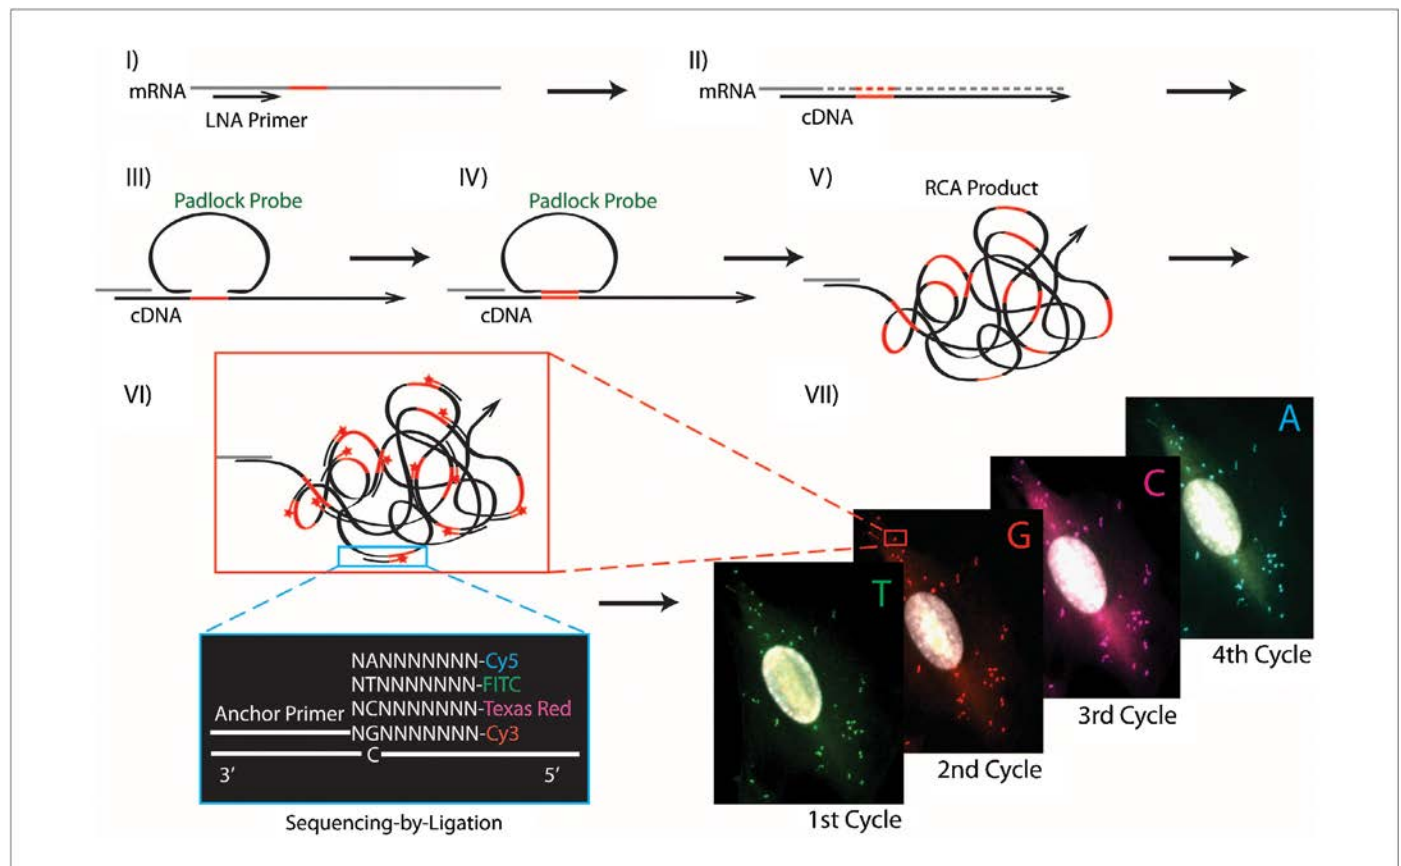 I)
mRNA
LNA Primer
II)
mRNA
cDNA
III)
Padlock Probe
cDNA
IV)
Padlock Probe
cDNA
V)
RCA Product
VI)
NANNNNNNN-Cy5
NTNNNNNNN-FITC
NCNNNNNNN-Texas Red
Anchor Primer
NGNNNNNNN-Cy3
C
3′
5′
Sequencing-by-Ligation
VII)
T
1st Cycle
G
2nd Cycle
C
3rd Cycle
A
4th Cycle